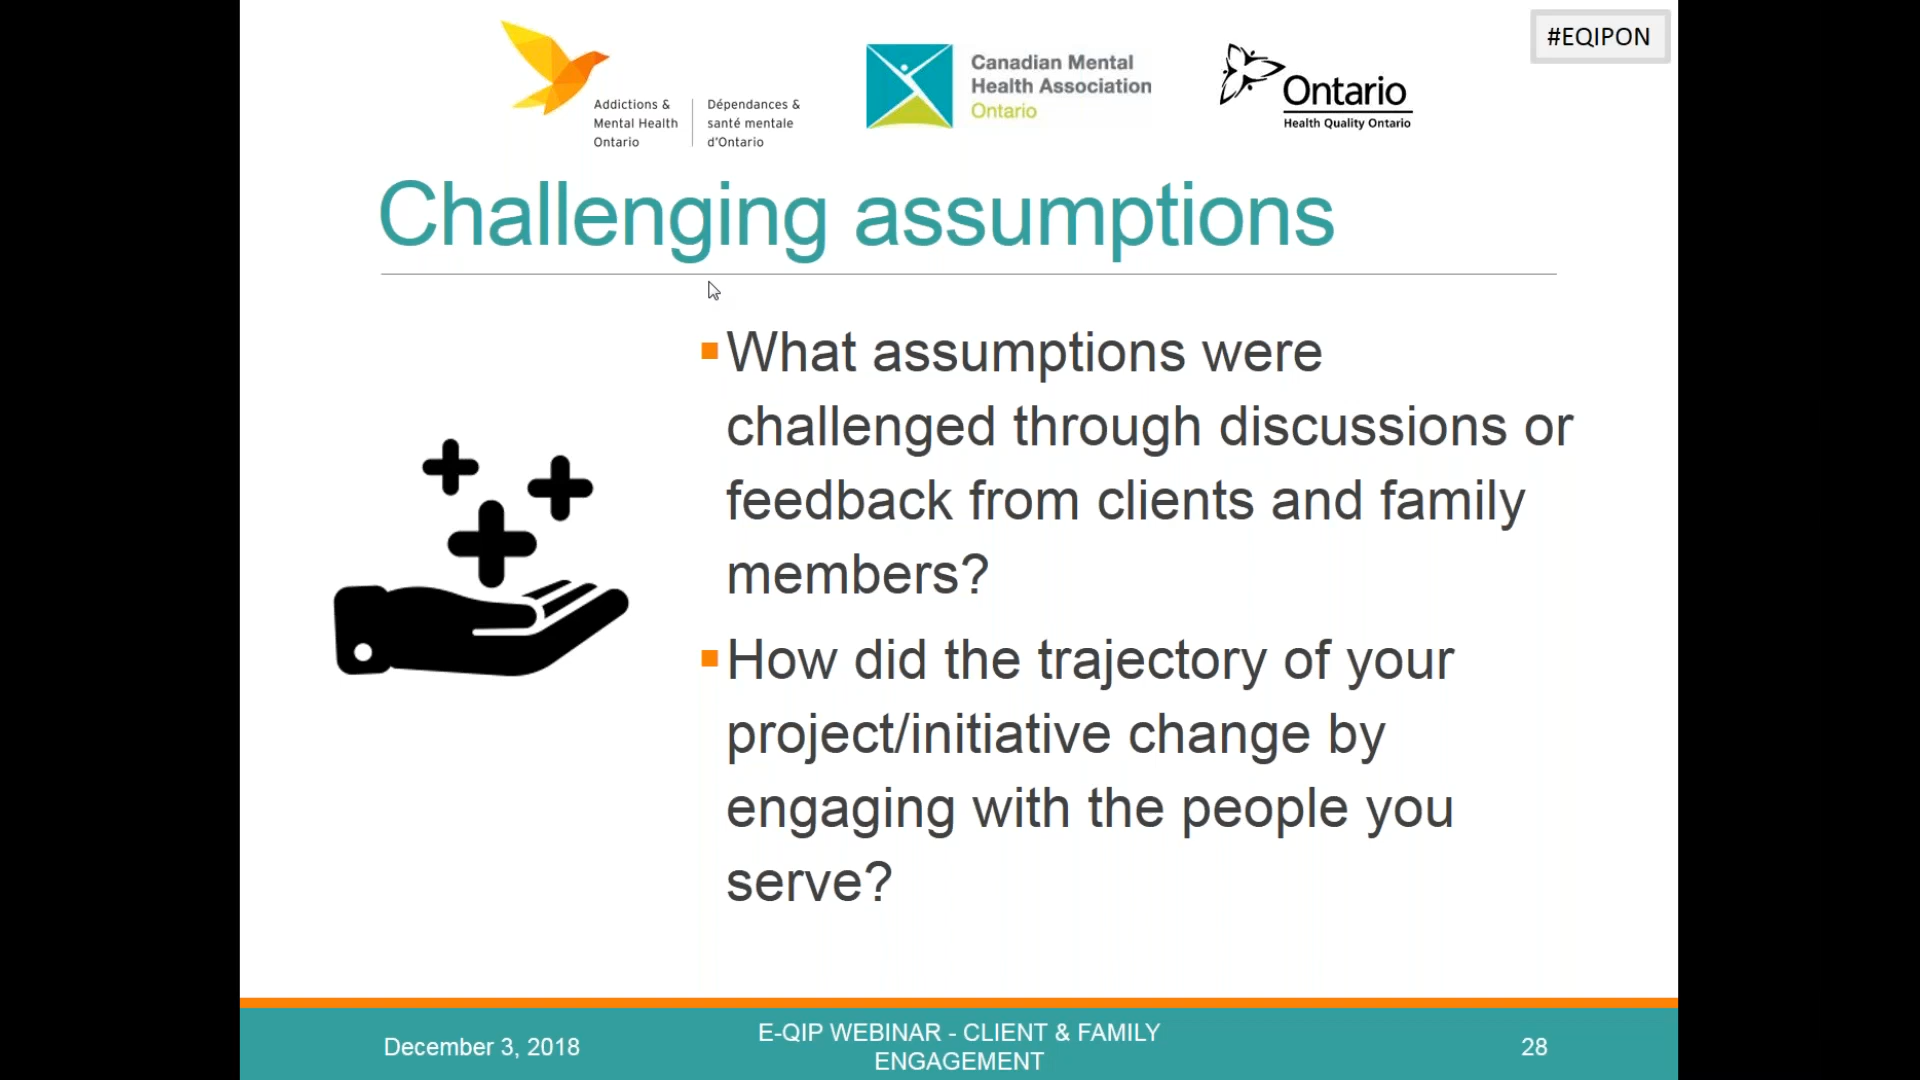 #EQIPON
Addictions &
Mental Health
Ontario
Dépendances &
santé mentale
d'Ontario
Canadian Mental
Health Association
Ontario
Ontario
Health Quality Ontario
Challenging assumptions
What assumptions were
challenged through discussions or
feedback from clients and family
members?
How did the trajectory of your
project/initiative change by
engaging with the people you
serve?
December 3, 2018
E-QIP WEBINAR - CLIENT & FAMILY
ENGAGEMENT
28